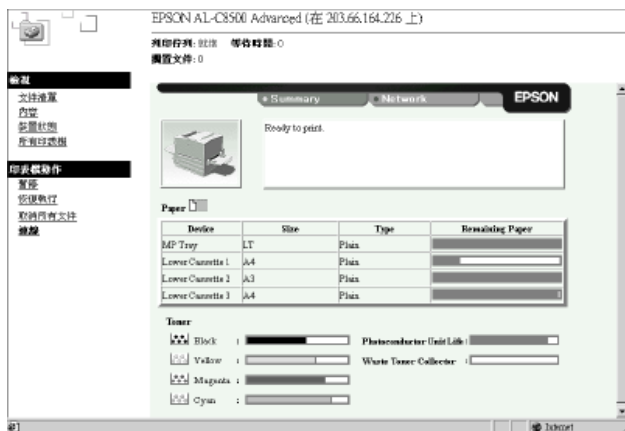 EPSON AL-C8500 Advanced (在 203.66.164.226 上)
列印佇列: 就緒 等待時間:0
擱置文件: 0
檢視
文件清單
內容
裝置狀態
所有印表機
印表機動作
暫停
恢復執行
取消所有文件
連線
Summary
Network
EPSON
Ready to print.
Paper
Device Size Type Remaining Paper
MP Tray LT Plain
Lower Cassette 1 A4 Plain
Lower Cassette 2 A3 Plain
Lower Cassette 3 A4 Plain
Toner
Black : Photoconductor Unit Life :
Yellow : Waste Toner Collector :
Magenta :
Cyan :
Internet